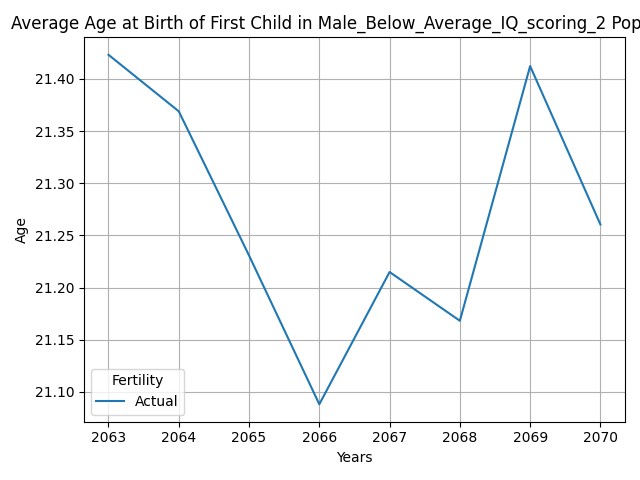 Average Age at Birth of First Child in Male_Below_Average_IQ_scoring_2 Pop
21.40
21.35
21.30
21.25
21.20
21.15
21.10
Age
Fertility
Actual
2063 2064 2065 2066 2067 2068 2069 2070
Years